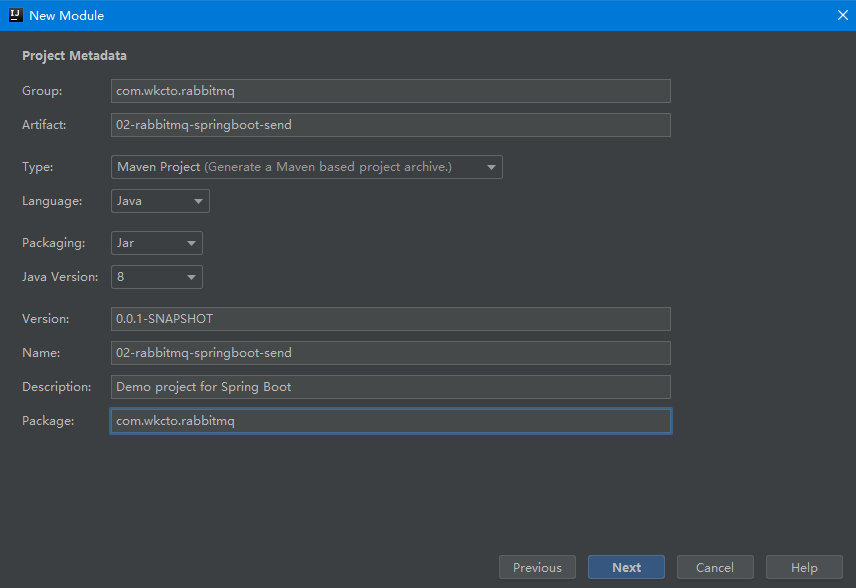 New Module
Project Metadata
Group: com.wkcto.rabbitmq
Artifact: 02-rabbitmq-springboot-send
Type: Maven Project (Generate a Maven based project archive.)
Language: Java
Packaging: Jar
Java Version: 8
Version: 0.0.1-SNAPSHOT
Name: 02-rabbitmq-springboot-send
Description: Demo project for Spring Boot
Package: com.wkcto.rabbitmq
Previous Next Cancel Help